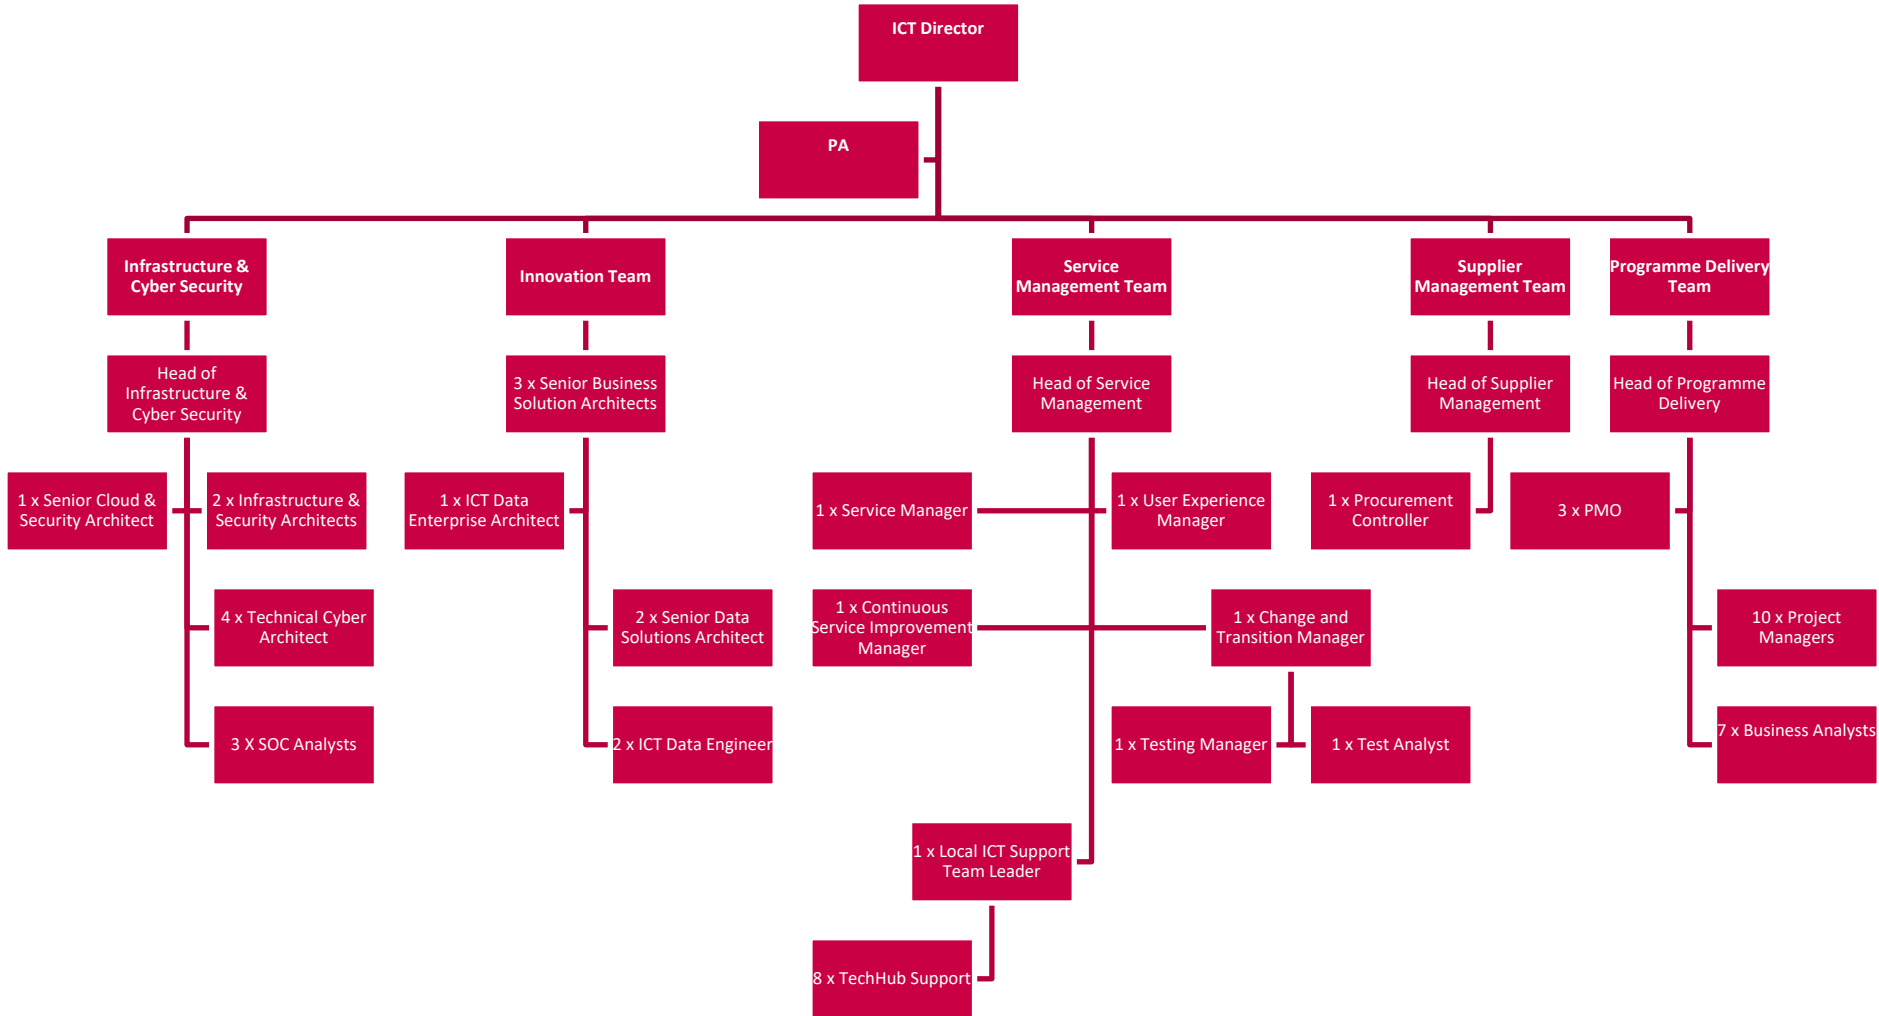 ICT Director
PA
Infrastructure &
Cyber Security
Innovation Team
Service
Management Team
Supplier
Management Team
Programme Delivery
Team
Head of
Infrastructure &
Cyber Security
3 x Senior Business
Solution Architects
Head of Service
Management
Head of Supplier
Management
Head of Programme
Delivery
1 x Senior Cloud &
Security Architect
2 x Infrastructure &
Security Architects
1 x ICT Data
Enterprise Architect
1 x Service Manager
1 x User Experience
Manager
1 x Procurement
Controller
3 x PMO
4 x Technical Cyber
Architect
2 x Senior Data
Solutions Architect
1 x Continuous
Service Improvement
Manager
1 x Change and
Transition Manager
10 x Project
Managers
3 X SOC Analysts
2 x ICT Data Engineer
1 x Testing Manager
1 x Test Analyst
7 x Business Analysts
1 x Local ICT Support
Team Leader
8 x TechHub Support